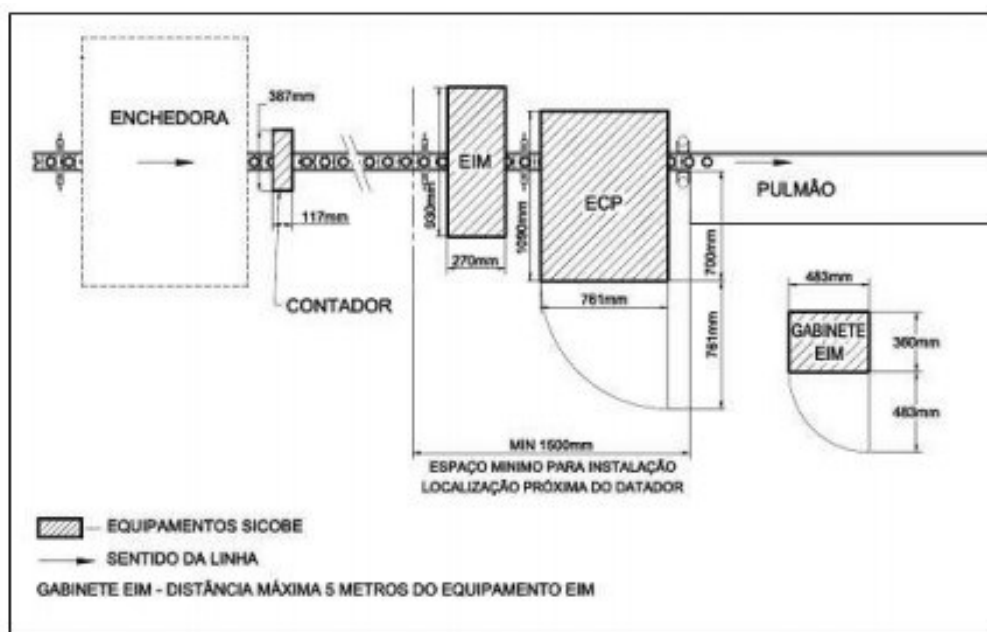 ENCHEDORA
387mm
117mm
CONTADOR
EIM
930mm
270mm
ECP
1090mm
761mm
700mm
761mm
PULMÃO
483mm
GABINETE
EIM
360mm
483mm
MIN 1500mm
ESPAÇO MINIMO PARA INSTALAÇÃO
LOCALIZAÇÃO PRÓXIMA DO DATADOR
EQUIPAMENTOS SICOBE
SENTIDO DA LINHA
GABINETE EIM - DISTÂNCIA MÁXIMA 5 METROS DO EQUIPAMENTO EIM